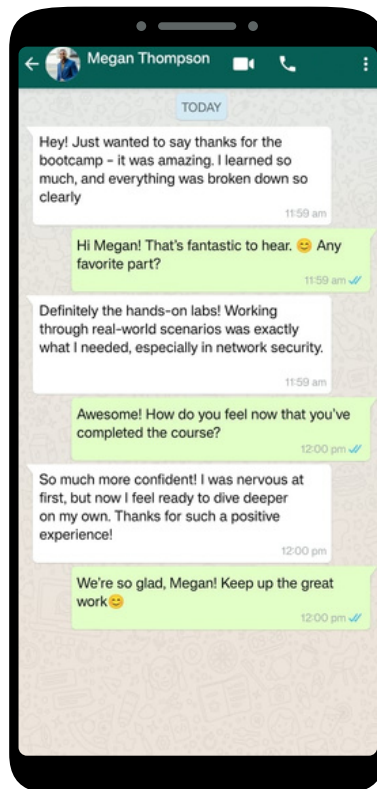 Megan Thompson
TODAY
Hey! Just wanted to say thanks for the
bootcamp – it was amazing. I learned so
much, and everything was broken down so
clearly
11:59 am
Hi Megan! That's fantastic to hear. 😊 Any
favorite part?
11:59 am
Definitely the hands-on labs! Working
through real-world scenarios was exactly
what I needed, especially in network security.
11:59 am
Awesome! How do you feel now that you've
completed the course?
12:00 pm
So much more confident! I was nervous at
first, but now I feel ready to dive deeper
on my own. Thanks for such a positive
experience!
12:00 pm
We're so glad, Megan! Keep up the great
work😊
12:00 pm